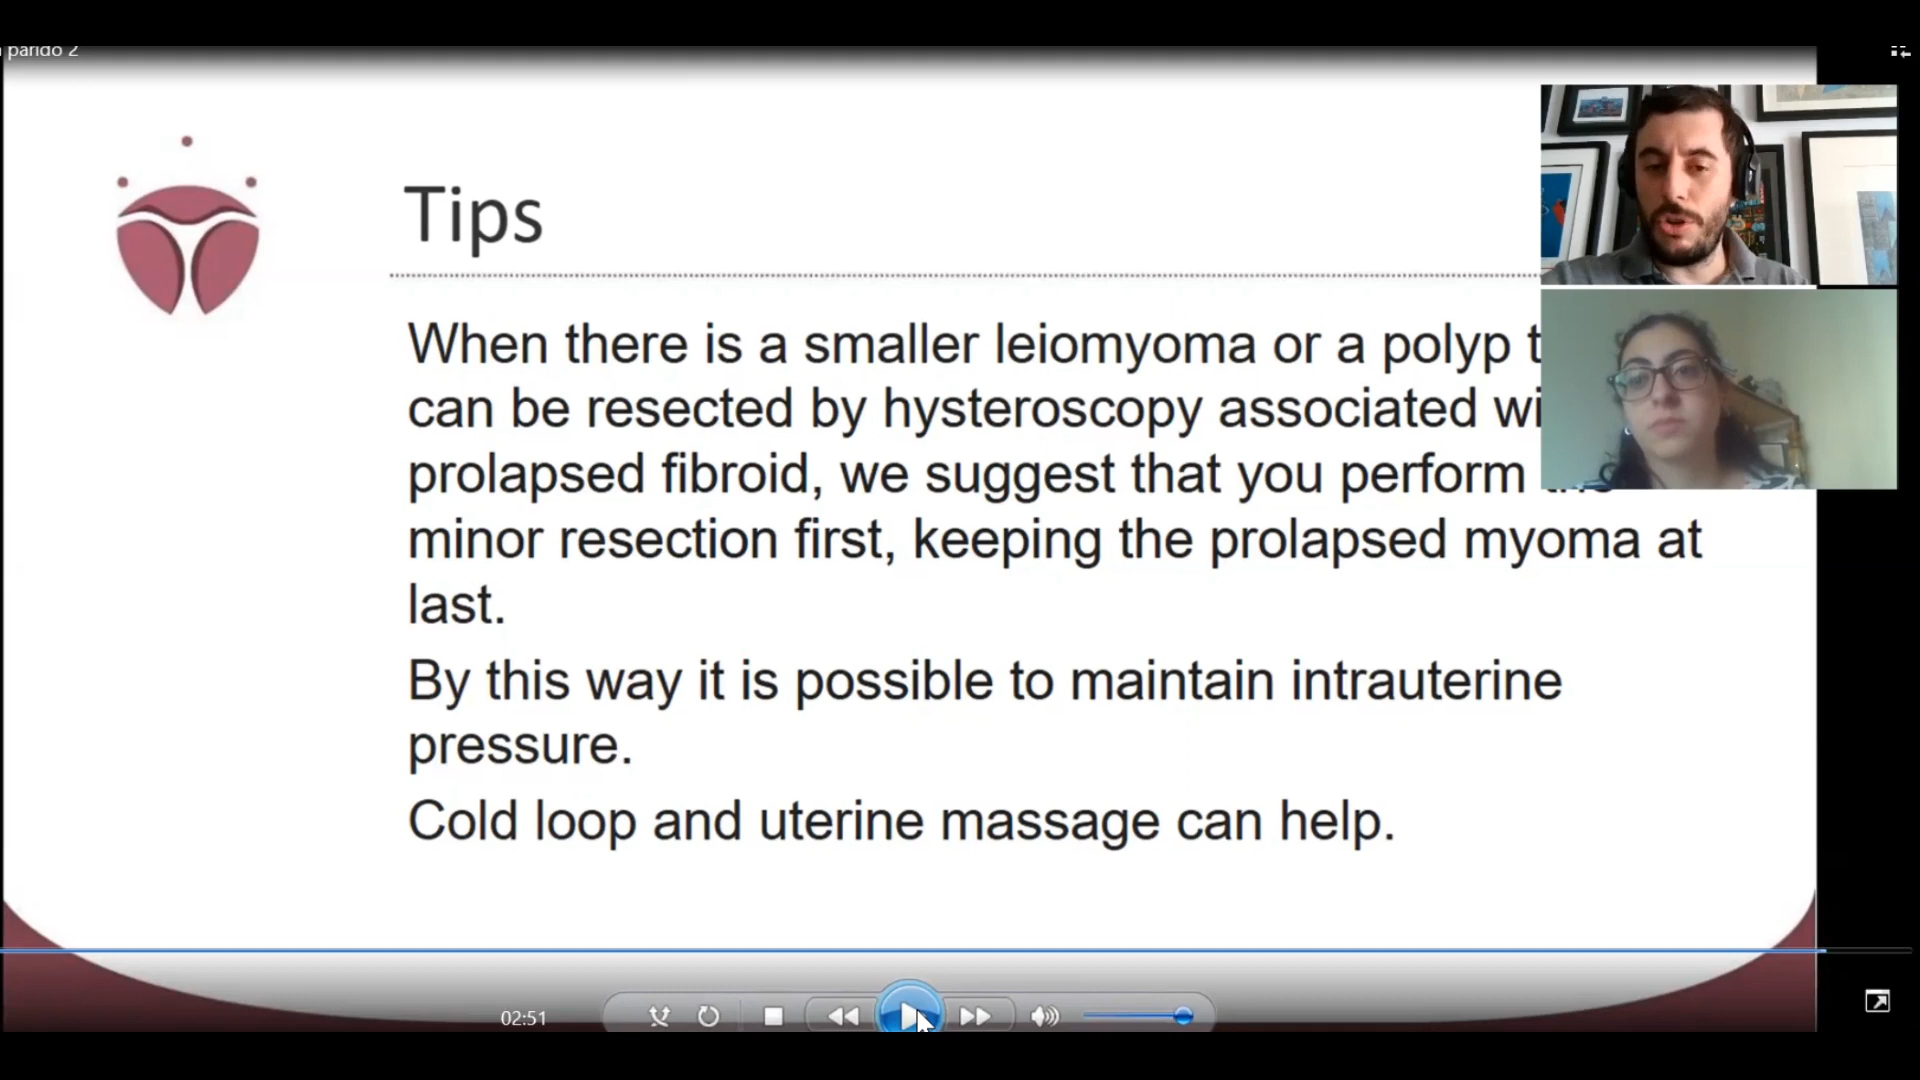 parido 2
Tips
When there is a smaller leiomyoma or a polyp
can be resected by hysteroscopy associated
prolapsed fibroid, we suggest that you perform
minor resection first, keeping the prolapsed myoma at
last.
By this way it is possible to maintain intrauterine
pressure.
Cold loop and uterine massage can help.
02:51